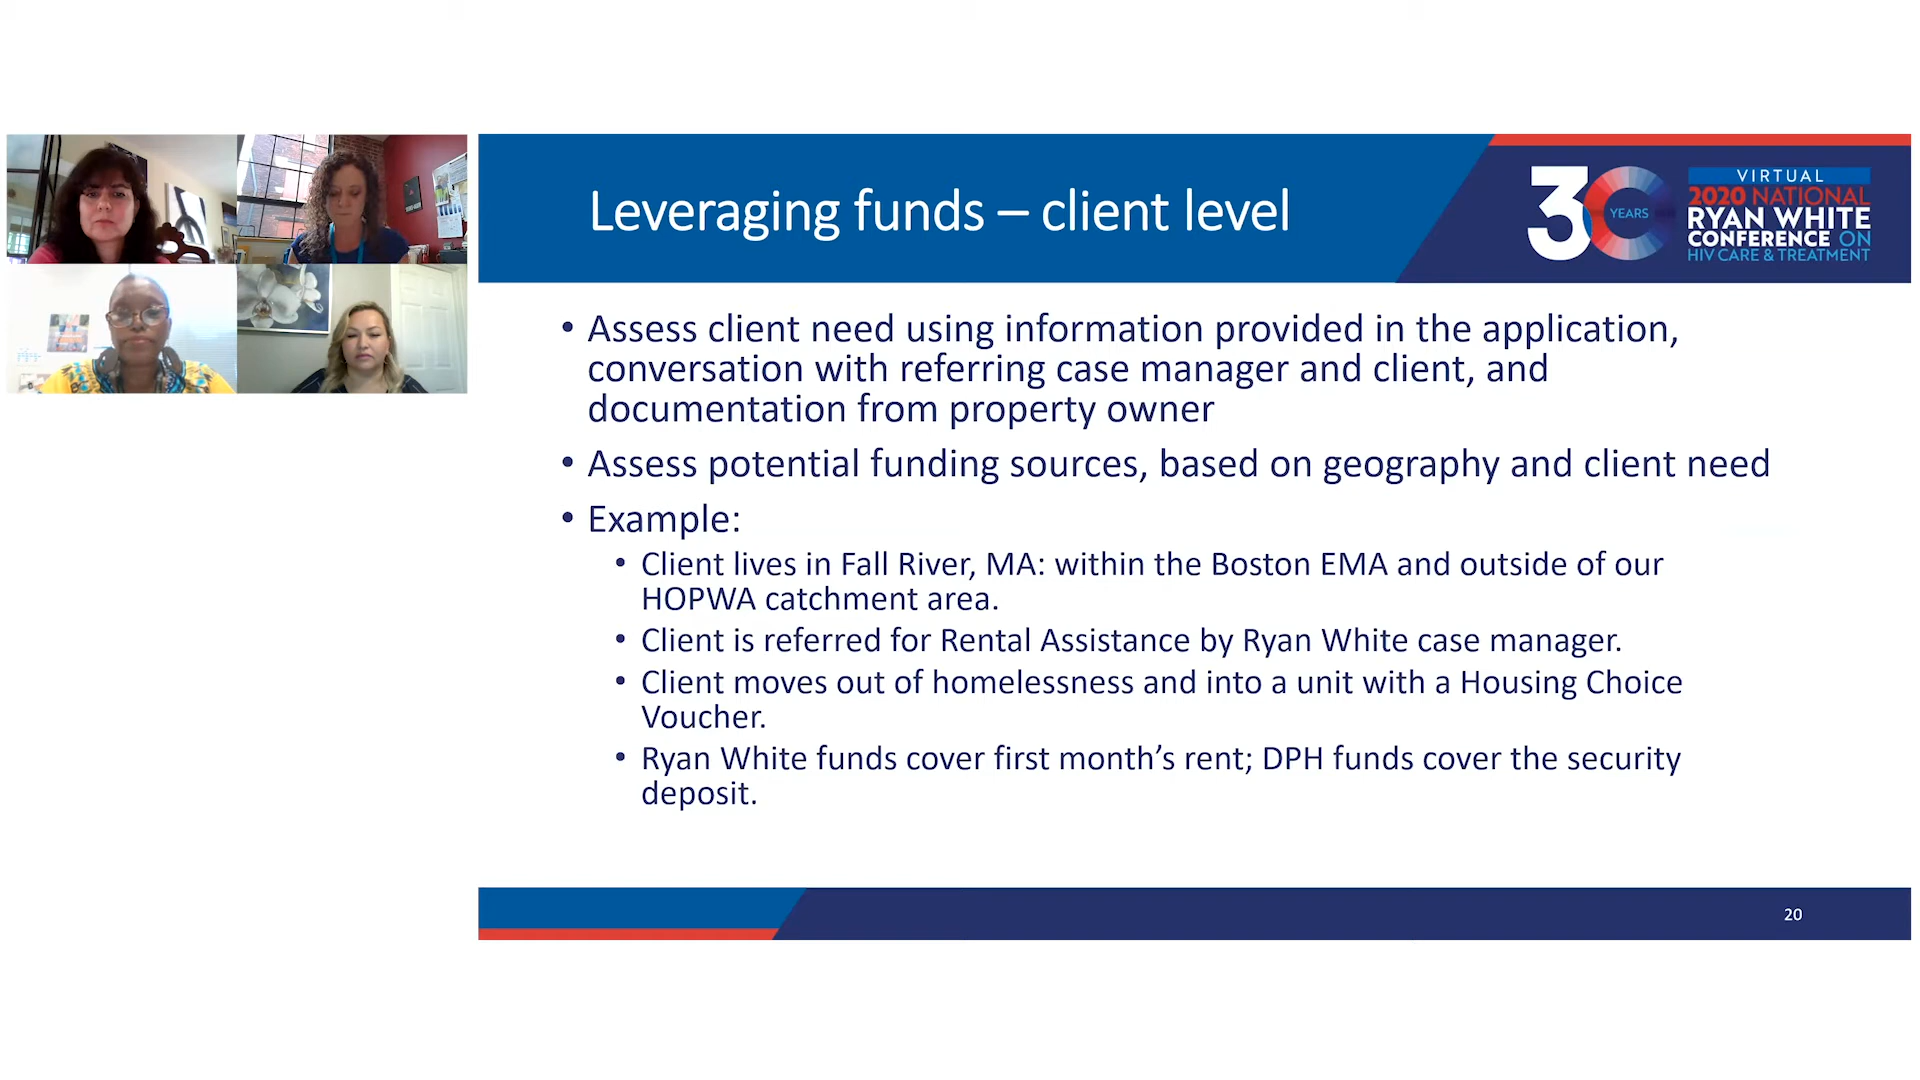 Leveraging funds – client level
30 YEARS
VIRTUAL
2020 NATIONAL
RYAN WHITE
CONFERENCE ON
HIV CARE & TREATMENT
• Assess client need using information provided in the application,
conversation with referring case manager and client, and
documentation from property owner
• Assess potential funding sources, based on geography and client need
• Example:
• Client lives in Fall River, MA: within the Boston EMA and outside of our
HOPWA catchment area.
• Client is referred for Rental Assistance by Ryan White case manager.
• Client moves out of homelessness and into a unit with a Housing Choice
Voucher.
• Ryan White funds cover first month’s rent; DPH funds cover the security
deposit.
20